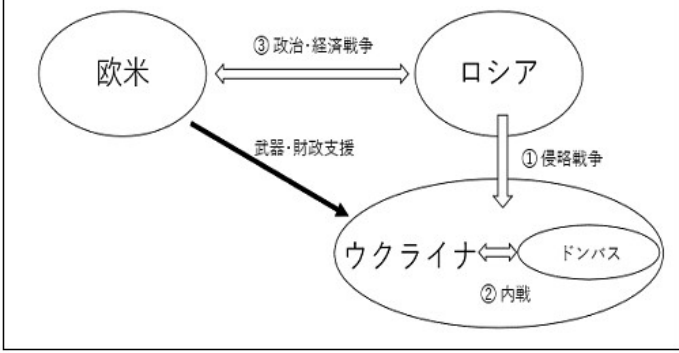 ③政治・経済戦争
欧米
ロシア
武器・財政支援
①侵略戦争
ウクライナ
ドンバス
②内戦